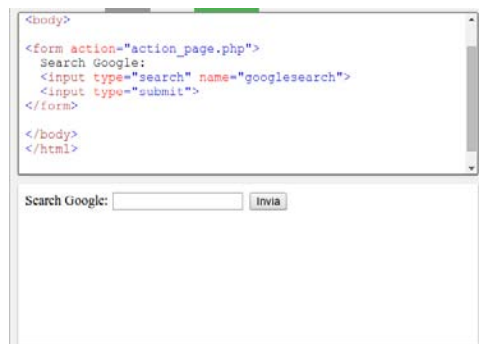 <body>
<form action="action_page.php">
Search Google:
<input type="search" name="googlesearch">
<input type="submit">
</form>
</body>
</html>
Search Google:  Invia